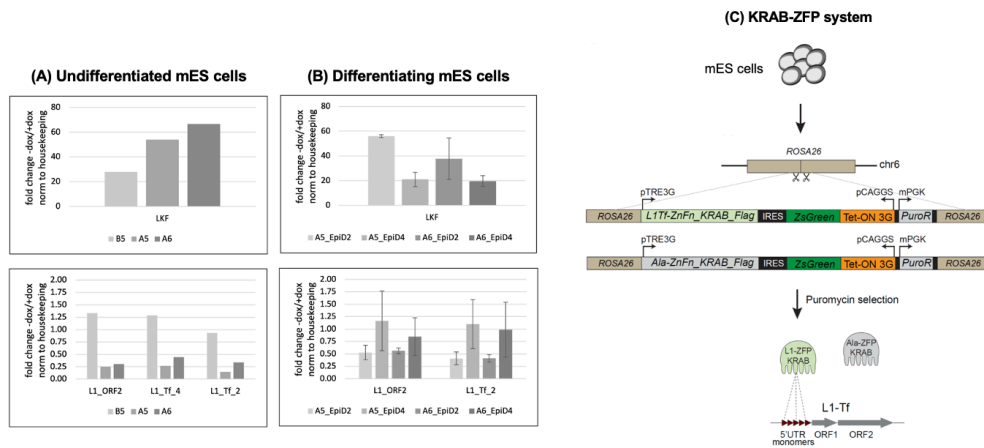 (A) Undifferentiated mES cells
fold change -dox/+dox
norm to housekeeping
80
60
40
20
0
LKF
B5 A5 A6
fold change -dox/+dox
norm to housekeeping
1.50
1.25
1.00
0.75
0.50
0.25
0.00
L1_ORF2 L1_Tf_4 L1_Tf_2
B5 A5 A6
(B) Differentiating mES cells
fold change -dox/+dox
norm to housekeeping
80
60
40
20
0
LKF
A5_EpiD2 A5_EpiD4 A6_EpiD2 A6_EpiD4
fold change -dox/+dox
norm to housekeeping
2.00
1.75
1.50
1.25
1.00
0.75
0.50
0.25
0.00
L1_ORF2 L1_Tf_2
A5_EpiD2 A5_EpiD4 A6_EpiD2 A6_EpiD4
(C) KRAB-ZFP system
mES cells
ROSA26
chr6
pTRE3G pCAGGS mPGK
ROSA26 L1Tf-ZnFn_KRAB_Flag IRES ZsGreen Tet-ON 3G PuroR ROSA26
pTRE3G pCAGGS mPGK
ROSA26 Ala-ZnFn_KRAB_Flag IRES ZsGreen Tet-ON 3G PuroR ROSA26
Puromycin selection
L1-ZFP
KRAB
Ala-ZFP
KRAB
L1-Tf
5'UTR
monomers
ORF1 ORF2